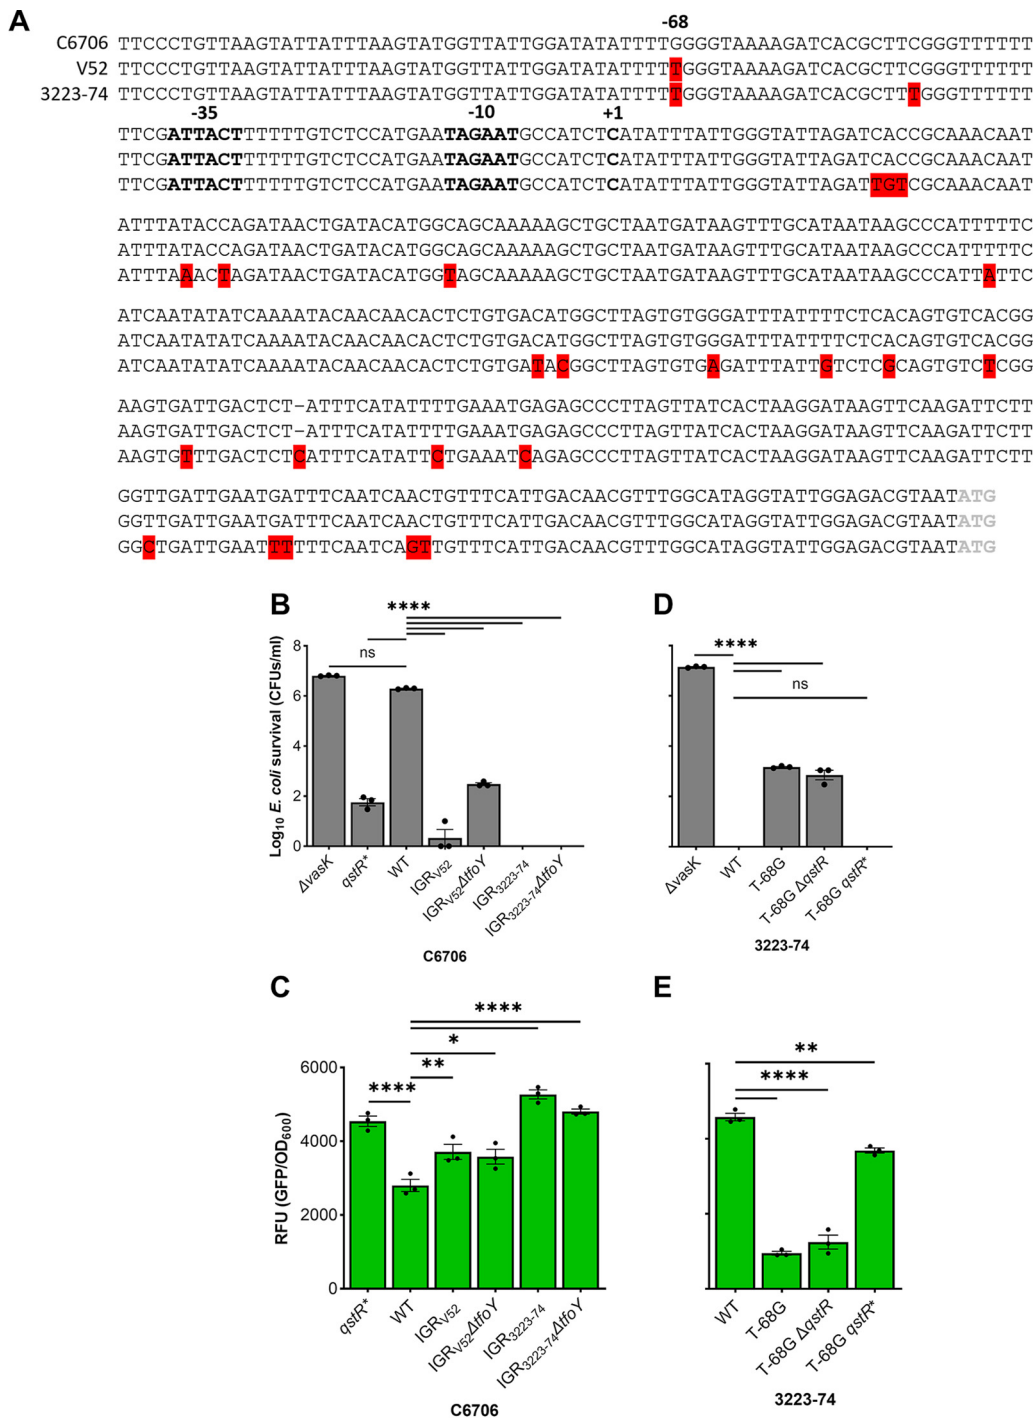 A
-68
C6706 TTCCCTGTTAAGTATTATTTAAGTATGGTTATTGGATATATTTTGGGGTAAAAGATCACGCTTCGGGTTTTTT
V52 TTCCCTGTTAAGTATTATTTAAGTATGGTTATTGGATATATTTTTGGGTAAAAGATCACGCTTCGGGTTTTTT
3223-74 TTCCCTGTTAAGTATTATTTAAGTATGGTTATTGGATATATTTTTGGGTAAAAGATCACGCTTTGGGTTTTTT
-35 -10 +1
TTCGATTACTTTTTTGTCTCCATGAATAGAATGCCATCTCATATTTATTGGGTATTAGATCACCGCAAACAAT
TTCGATTACTTTTTTGTCTCCATGAATAGAATGCCATCTCATATTTATTGGGTATTAGATCACCGCAAACAAT
TTCGATTACTTTTTTGTCTCCATGAATAGAATGCCATCTCATATTTATTGGGTATTAGATTGTCGCAAACAAT
ATTTATACCAGATAACTGATACATGGCAGCAAAAAGCTGCTAATGATAAGTTTGCATAATAAGCCCATTTTTC
ATTTATACCAGATAACTGATACATGGCAGCAAAAAGCTGCTAATGATAAGTTTGCATAATAAGCCCATTTTTC
ATTTAAACTAGATAACTGATACATGGTAGCAAAAAGCTGCTAATGATAAGTTTGCATAATAAGCCCATTATTC
ATCAATATATCAAAATACAACAACACTCTGTGACATGGCTTAGTGTGGGATTTATTTTCTCACAGTGTCACGG
ATCAATATATCAAAATACAACAACACTCTGTGACATGGCTTAGTGTGGGATTTATTTTCTCACAGTGTCACGG
ATCAATATATCAAAATACAACAACACTCTGTGATACGGCTTAGTGTGAGATTTATTGTCTCGCAGTGTCTCGG
AAGTGATTGACTCT-ATTTCATATTTTGAAATGAGAGCCCTTAGTTATCACTAAGGATAAGTTCAAGATTCTT
AAGTGATTGACTCT-ATTTCATATTTTGAAATGAGAGCCCTTAGTTATCACTAAGGATAAGTTCAAGATTCTT
AAGTGTTTGACTCTCATTTCATATTCTGAAATCAGAGCCCTTAGTTATCACTAAGGATAAGTTCAAGATTCTT
GGTTGATTGAATGATTTCAATCAACTGTTTCATTGACAACGTTTGGCATAGGTATTGGAGACGTAATATG
GGTTGATTGAATGATTTCAATCAACTGTTTCATTGACAACGTTTGGCATAGGTATTGGAGACGTAATATG
GGCTGATTGAATTTTTTCAATCAGTTGTTTCATTGACAACGTTTGGCATAGGTATTGGAGACGTAATATG
B
****
ns
Log10 E. coli survival (CFUs/ml)
8
6
4
2
0
ΔvasK
qstR*
WT
IGRV52
IGRV52ΔtfoY
IGR3223-74
IGR3223-74ΔtfoY
C6706
D
****
ns
ΔvasK
WT
T-68G
T-68G ΔqstR
T-68G qstR*
3223-74
C
****
*
**
****
RFU (GFP/OD600)
6000
4000
2000
0
qstR*
WT
IGRV52
IGRV52ΔtfoY
IGR3223-74
IGR3223-74ΔtfoY
C6706
E
**
****
WT
T-68G
T-68G ΔqstR
T-68G qstR*
3223-74